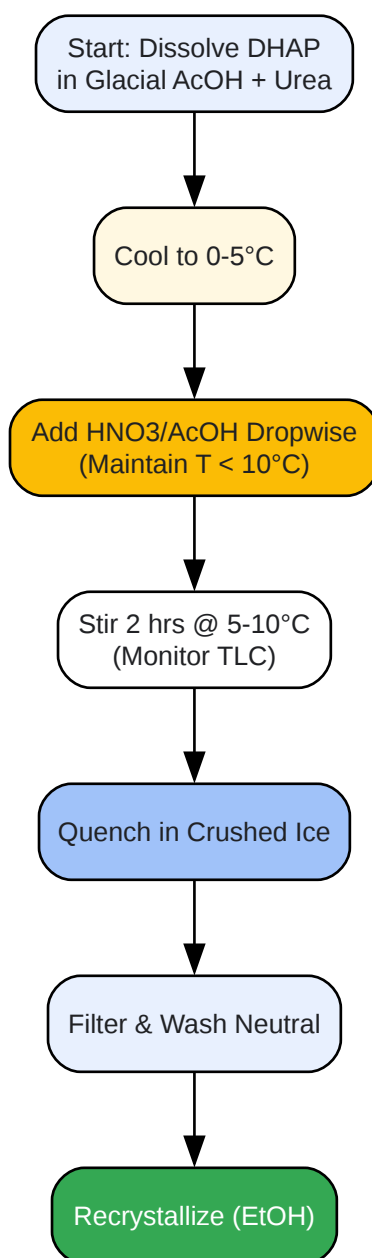 Start: Dissolve DHAP
in Glacial AcOH + Urea
Cool to 0-5°C
Add HNO3/AcOH Dropwise
(Maintain T < 10°C)
Stir 2 hrs @ 5-10°C
(Monitor TLC)
Quench in Crushed Ice
Filter & Wash Neutral
Recrystallize (EtOH)